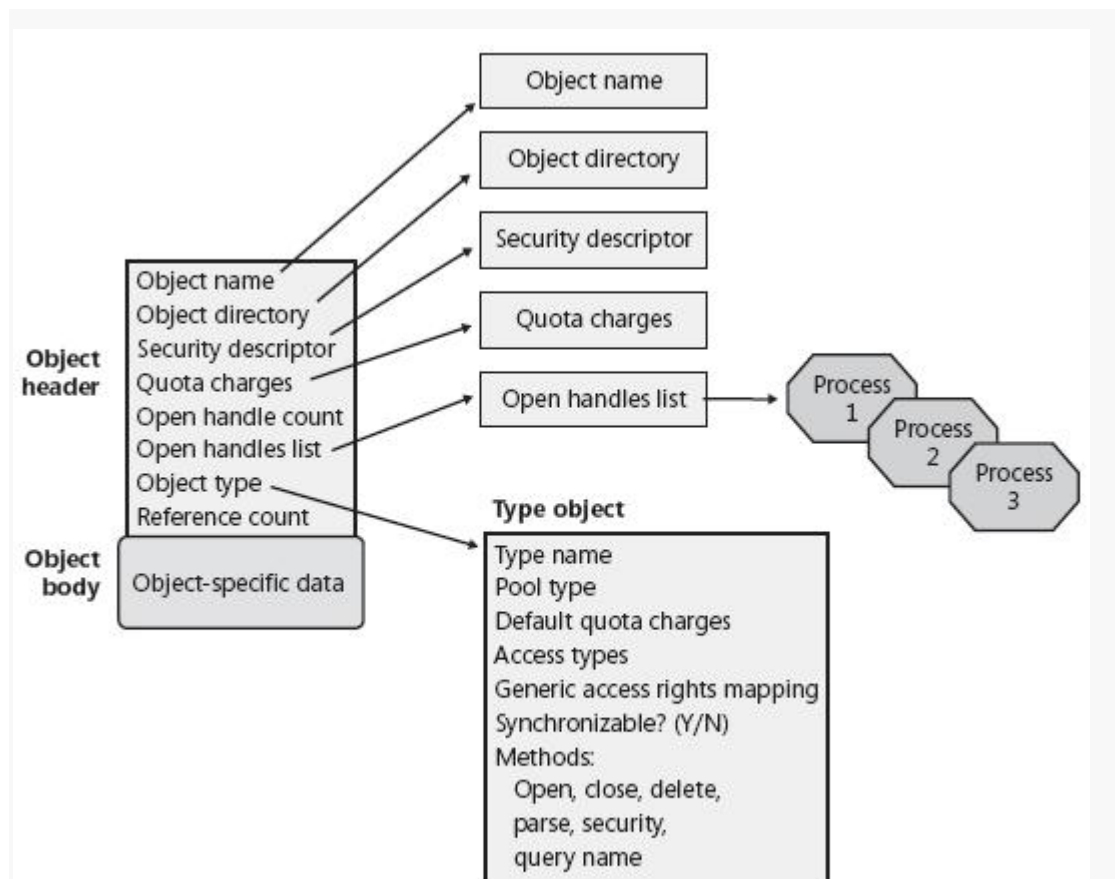 Object name
Object directory
Security descriptor
Quota charges
Open handles list
Process
1
Process
2
Process
3
Object
header
Object name
Object directory
Security descriptor
Quota charges
Open handle count
Open handles list
Object type
Reference count
Object
body
Object-specific data
Type object
Type name
Pool type
Default quota charges
Access types
Generic access rights mapping
Synchronizable? (Y/N)
Methods:
Open, close, delete,
parse, security,
query name